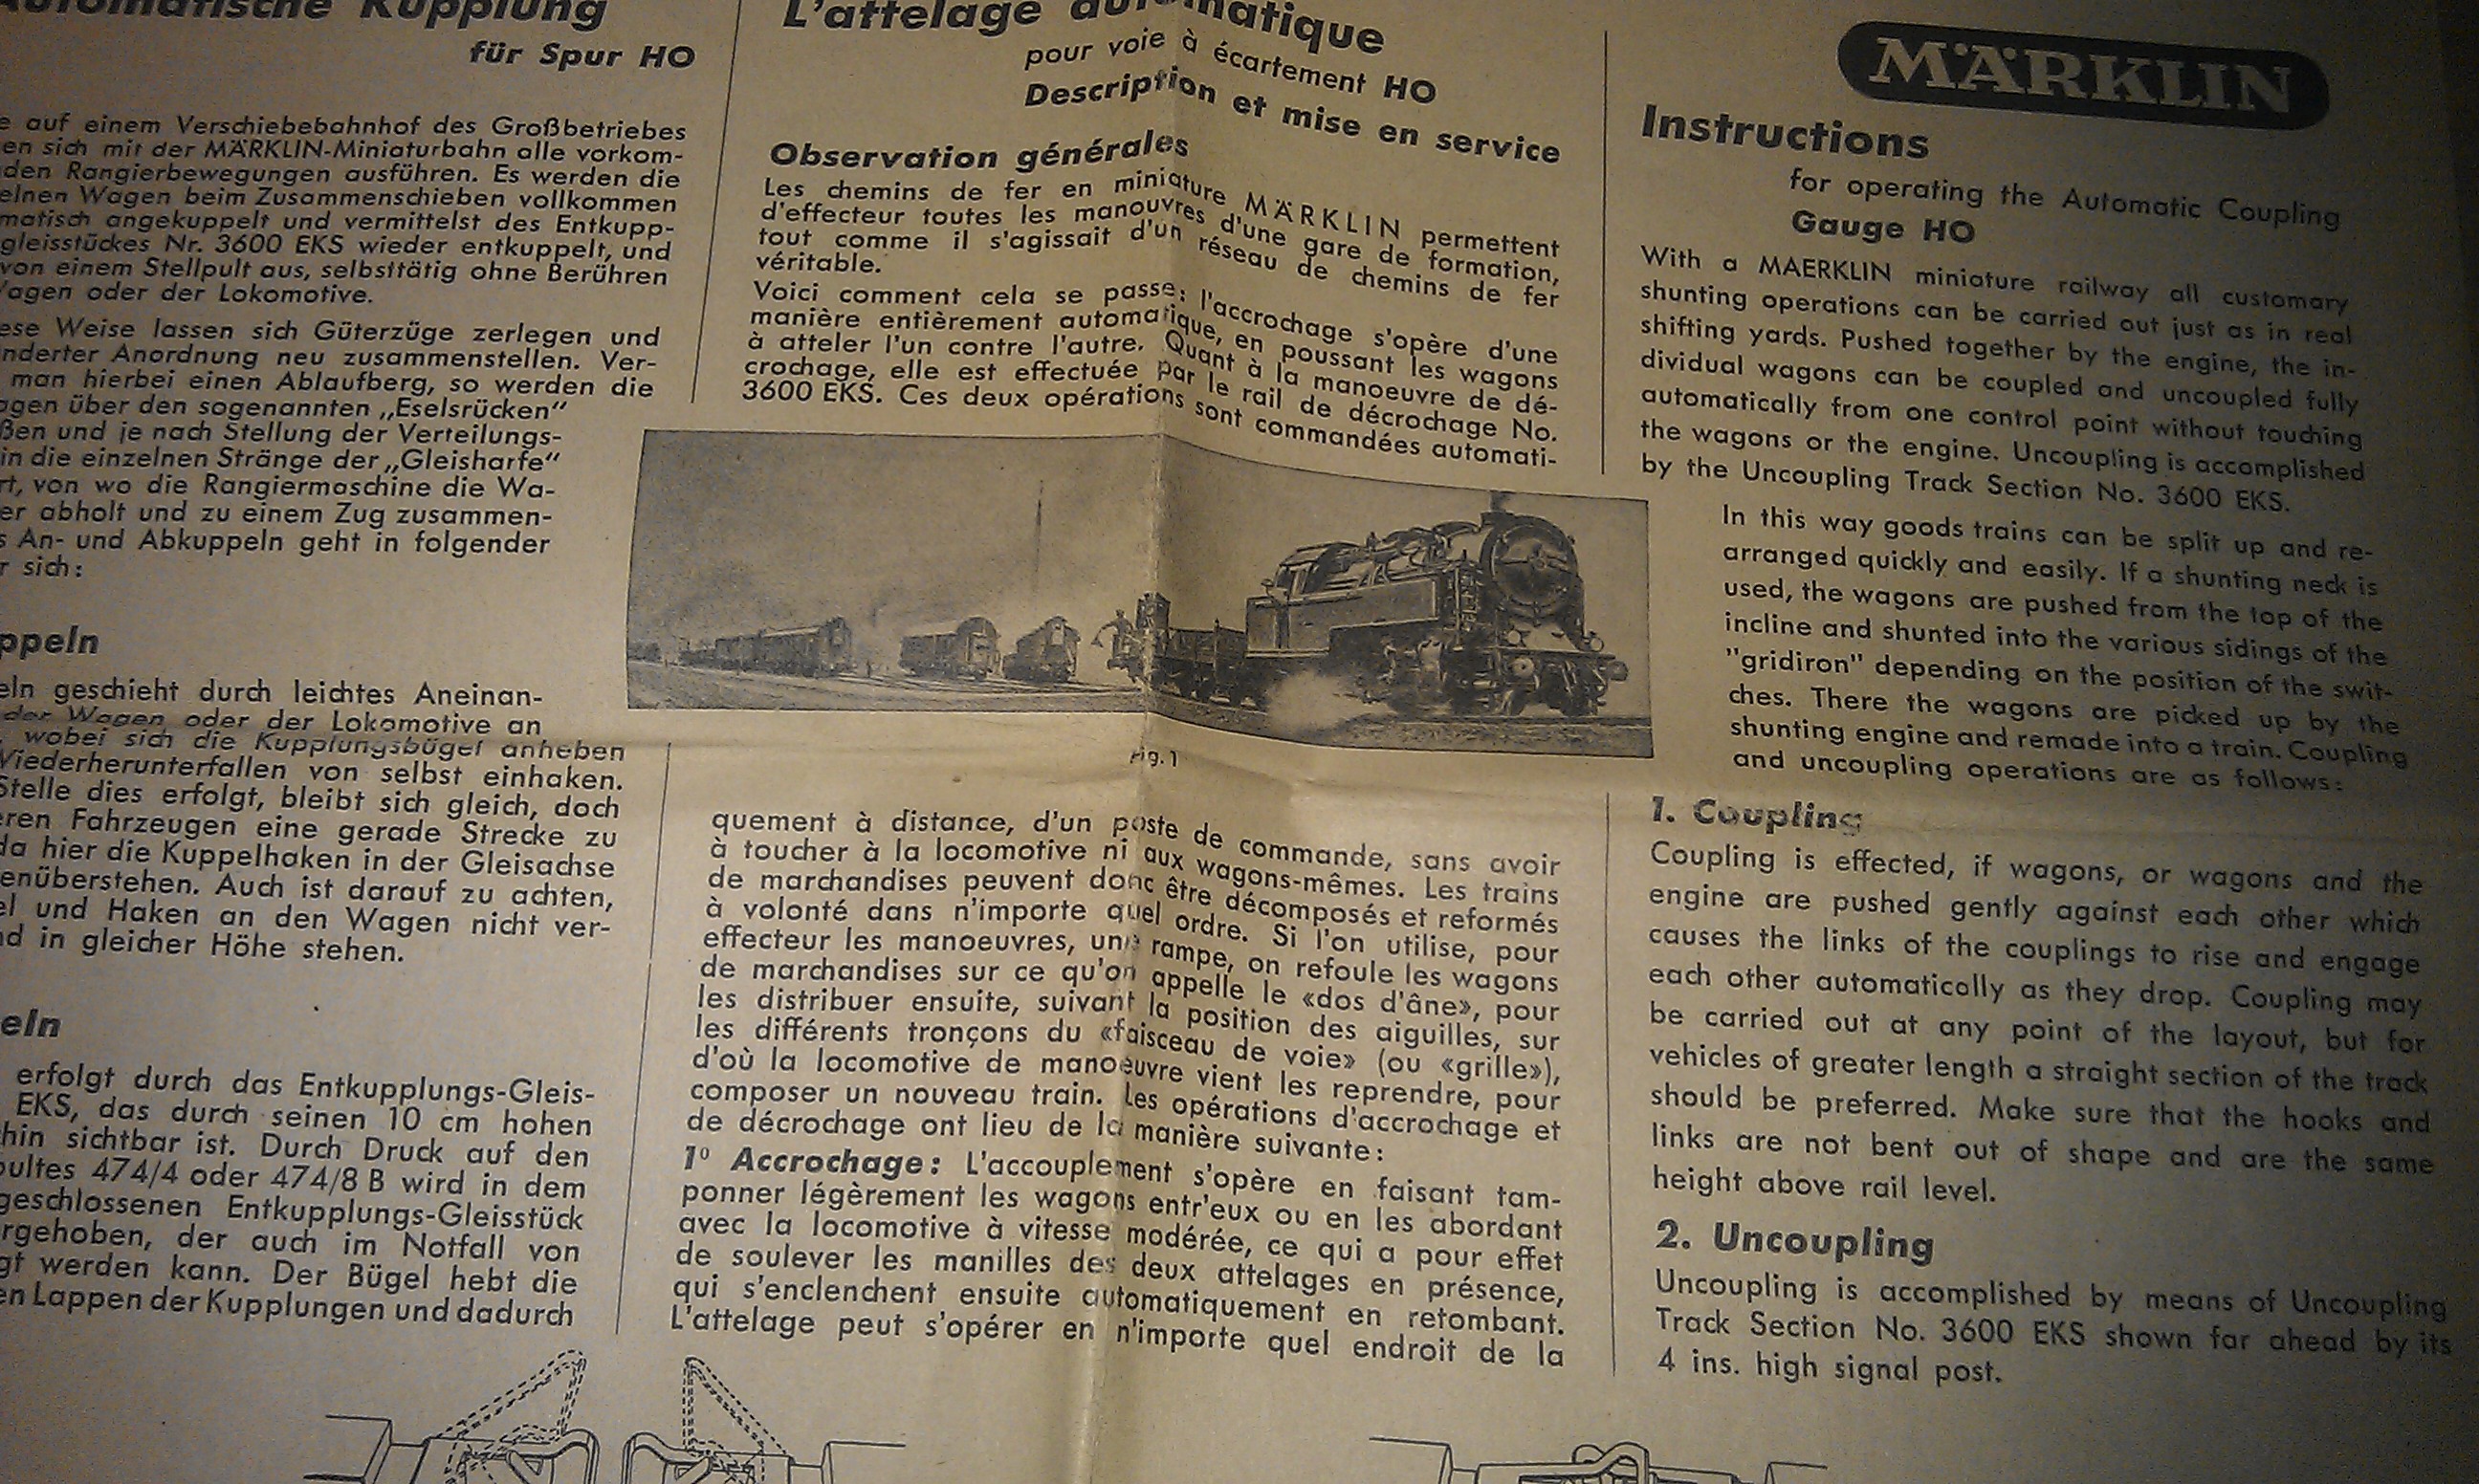 Automatische Kupplung
für Spur HO
auf einem Verschiebebahnhof des Großbetriebes
en sich mit der MÄRKLIN-Miniaturbahn alle vorkom-
den Rangierbewegungen ausführen. Es werden die
elnen Wagen beim Zusammenschieben vollkommen
matisch angekuppelt und vermittelst des Entkupp-
gleisstückes Nr. 3600 EKS wieder entkuppelt, und
von einem Stellpult aus, selbsttätig ohne Berühren
agen oder der Lokomotive.
ese Weise lassen sich Güterzüge zerlegen und
nderter Anordnung neu zusammenstellen. Ver-
man hierbei einen Ablaufberg, so werden die
agen über den sogenannten „Eselsrücken“
ßen und je nach Stellung der Verteilungs-
in die einzelnen Stränge der „Gleisharfe“
rt, von wo die Rangiermaschine die Wa-
er abholt und zu einem Zug zusammen-
s An- und Abkuppeln geht in folgender
r sich:
ppeln
eln geschieht durch leichtes Aneinan-
der Wagen oder der Lokomotive an
, wobei sich die Kupplungsbügel anheben
Wiederherunterfallen von selbst einhaken.
Stelle dies erfolgt, bleibt sich gleich, doch
eren Fahrzeugen eine gerade Strecke zu
da hier die Kuppelhaken in der Gleisachse
enüberstehen. Auch ist darauf zu achten,
el und Haken an den Wagen nicht ver-
nd in gleicher Höhe stehen.
eln
erfolgt durch das Entkupplungs-Gleis-
EKS, das durch seinen 10 cm hohen
hin sichtbar ist. Durch Druck auf den
pultes 474/4 oder 474/8 B wird in dem
geschlossenen Entkupplungs-Gleisstück
rgehoben, der auch im Notfall von
gt werden kann. Der Bügel hebt die
en Lappen der Kupplungen und dadurch
L'attelage automatique
pour voie à écartement HO
Description et mise en service
Observation générales
Les chemins de fer en miniature MÄRKLIN permettent
d'effecteur toutes les manouvres d'une gare de formation,
tout comme il s'agissait d'un réseau de chemins de fer
véritable.
Voici comment cela se passe: l'accrochage s'opère d'une
manière entièrement automatique, en poussant les wagons
à atteler l'un contre l'autre. Quant à la manoeuvre de dé-
crochage, elle est effectuée par le rail de décrochage No.
3600 EKS. Ces deux opérations sont commandées automati-
Fig. 1
quement à distance, d'un poste de commande, sans avoir
à toucher à la locomotive ni aux wagons-mêmes. Les trains
de marchandises peuvent donc être décomposés et reformés
à volonté dans n'importe quel ordre. Si l'on utilise, pour
effecteur les manoeuvres, une rampe, on refoule les wagons
de marchandises sur ce qu'on appelle le «dos d'âne», pour
les distribuer ensuite, suivant la position des aiguilles, sur
les différents tronçons du «faisceau de voie» (ou «grille»),
d'où la locomotive de manoeuvre vient les reprendre, pour
composer un nouveau train. Les opérations d'accrochage et
de décrochage ont lieu de la manière suivante:
1º Accrochage: L'accouplement s'opère en faisant tam-
ponner légèrement les wagons entr'eux ou en les abordant
avec la locomotive à vitesse modérée, ce qui a pour effet
de soulever les manilles des deux attelages en présence,
qui s'enclenchent ensuite automatiquement en retombant.
L'attelage peut s'opérer en n'importe quel endroit de la
MÄRKLIN
Instructions
for operating the Automatic Coupling
Gauge HO
With a MAERKLIN miniature railway all customary
shunting operations can be carried out just as in real
shifting yards. Pushed together by the engine, the in-
dividual wagons can be coupled and uncoupled fully
automatically from one control point without touching
the wagons or the engine. Uncoupling is accomplished
by the Uncoupling Track Section No. 3600 EKS.
In this way goods trains can be split up and re-
arranged quickly and easily. If a shunting neck is
used, the wagons are pushed from the top of the
incline and shunted into the various sidings of the
"gridiron" depending on the position of the swit-
ches. There the wagons are picked up by the
shunting engine and remade into a train. Coupling
and uncoupling operations are as follows:
1. Coupling
Coupling is effected, if wagons, or wagons and the
engine are pushed gently against each other which
causes the links of the couplings to rise and engage
each other automatically as they drop. Coupling may
be carried out at any point of the layout, but for
vehicles of greater length a straight section of the track
should be preferred. Make sure that the hooks and
links are not bent out of shape and are the same
height above rail level.
2. Uncoupling
Uncoupling is accomplished by means of Uncoupling
Track Section No. 3600 EKS shown far ahead by its
4 ins. high signal post.